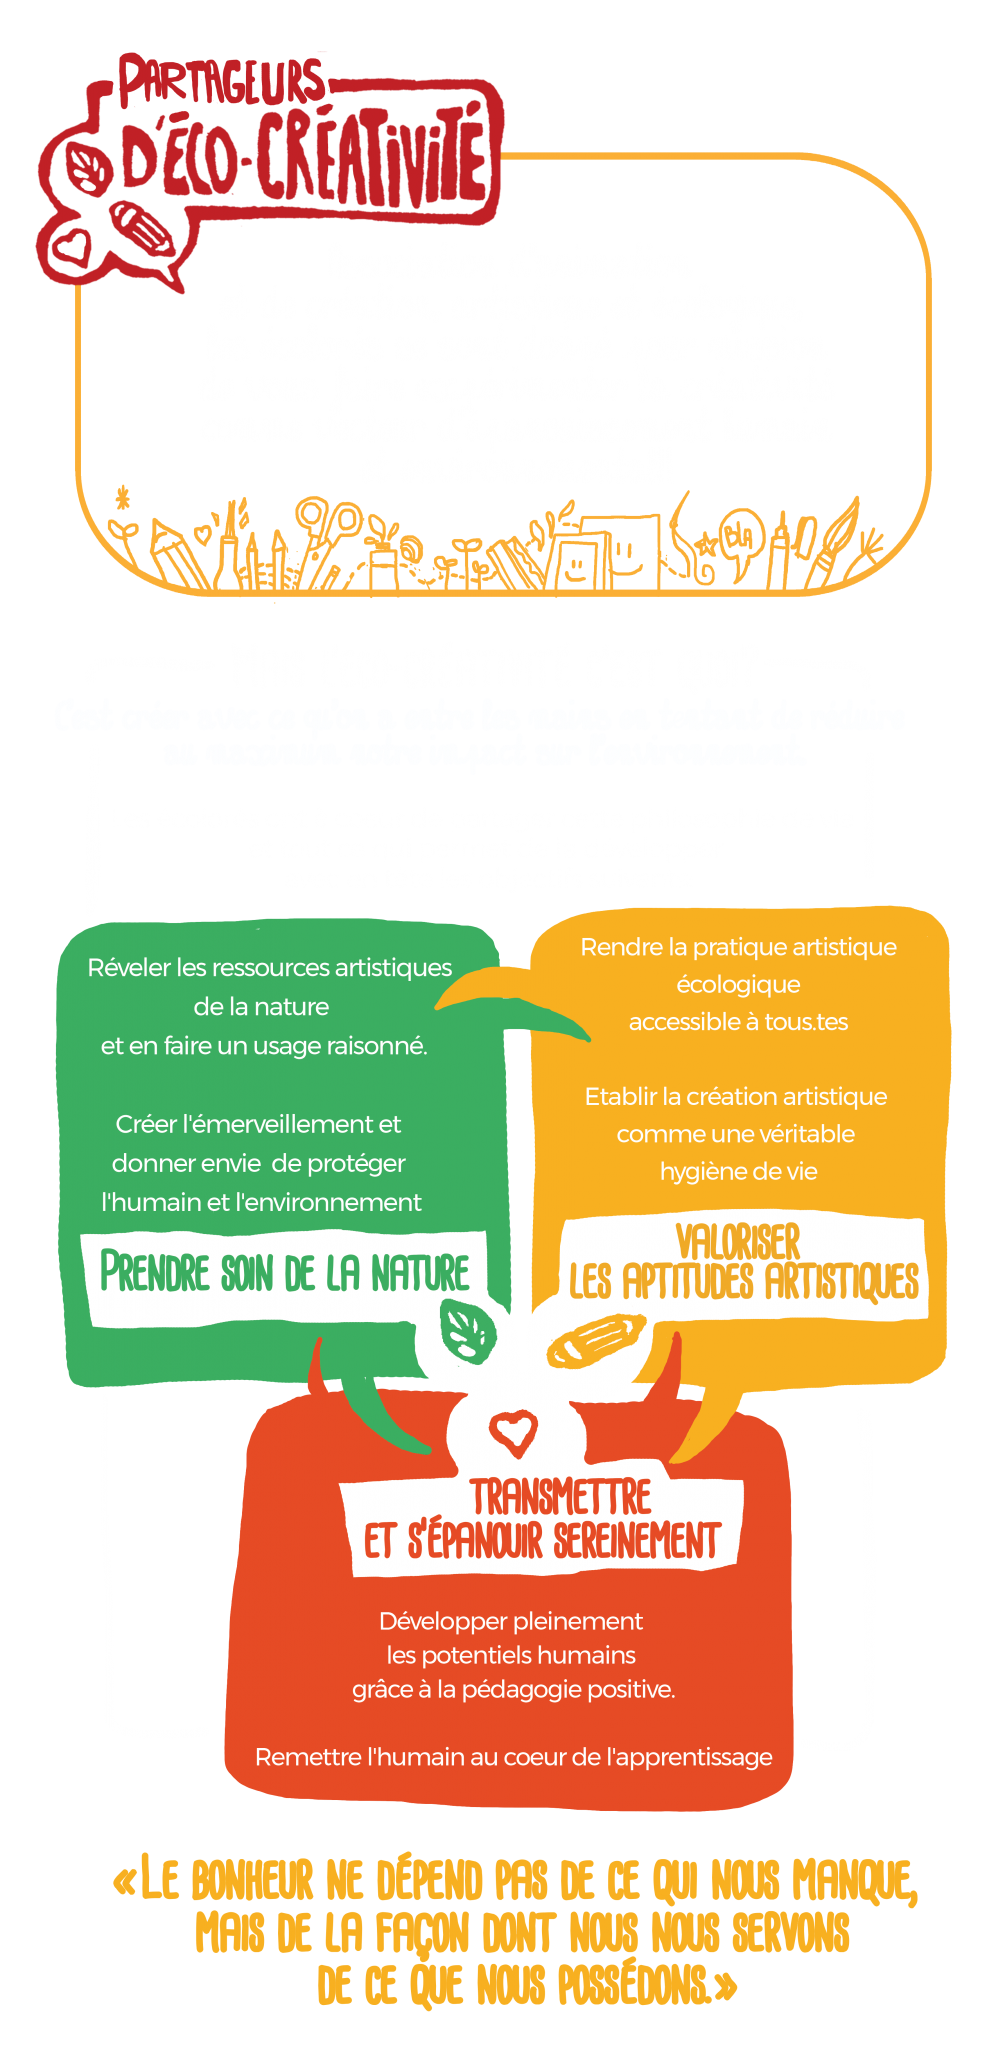 PARTAGEURS
D'ÉCO-CRÉATIVITÉ
BLA
Réveler les ressources artistiques
de la nature
et en faire un usage raisonné.
Créer l'émerveillement et
donner envie de protéger
l'humain et l'environnement
PRENDRE SOIN DE LA NATURE
Rendre la pratique artistique
écologique
accessible à tous.tes
Etablir la création artistique
comme une véritable
hygiène de vie
VALORISER
LES APTITUDES ARTISTIQUES
TRANSMETTRE
ET S'ÉPANOUIR SEREINEMENT
Développer pleinement
les potentiels humains
grâce à la pédagogie positive.
Remettre l'humain au coeur de l'apprentissage
«LE BONHEUR NE DÉPEND PAS DE CE QUI NOUS MANQUE,
MAIS DE LA FAÇON DONT NOUS NOUS SERVONS
DE CE QUE NOUS POSSÉDONS.»